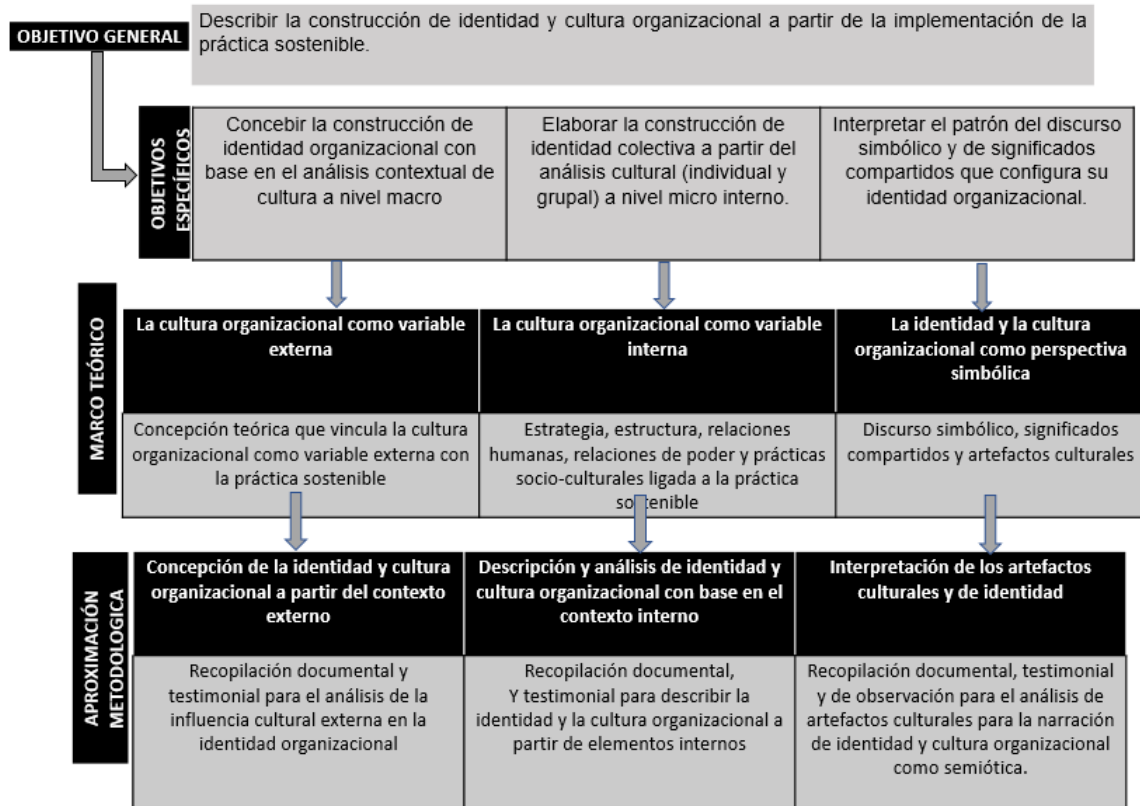 OBJETIVO GENERAL
Describir la construcción de identidad y cultura organizacional a partir de la implementación de la
práctica sostenible.
OBJETIVOS
ESPECÍFICOS
Concebir la construcción de
identidad organizacional con
base en el análisis contextual de
cultura a nivel macro
Elaborar la construcción de
identidad colectiva a partir del
análisis cultural (individual y
grupal) a nivel micro interno.
Interpretar el patrón del discurso
simbólico y de significados
compartidos que configura su
identidad organizacional.
MARCO TEÓRICO
La cultura organizacional como variable
externa
La cultura organizacional como variable
interna
La identidad y la cultura
organizacional como perspectiva
simbólica
Concepción teórica que vincula la cultura
organizacional como variable externa con
la práctica sostenible
Estrategia, estructura, relaciones
humanas, relaciones de poder y prácticas
socio-culturales ligada a la práctica
sostenible
Discurso simbólico, significados
compartidos y artefactos culturales
APROXIMACIÓN
METODOLOGICA
Concepción de la identidad y cultura
organizacional a partir del contexto
externo
Descripción y análisis de identidad y
cultura organizacional con base en el
contexto interno
Interpretación de los artefactos
culturales y de identidad
Recopilación documental y
testimonial para el análisis de la
influencia cultural externa en la
identidad organizacional
Recopilación documental,
Y testimonial para describir la
identidad y la cultura organizacional a
partir de elementos internos
Recopilación documental, testimonial
y de observación para el análisis de
artefactos culturales para la narración
de identidad y cultura organizacional
como semiótica.